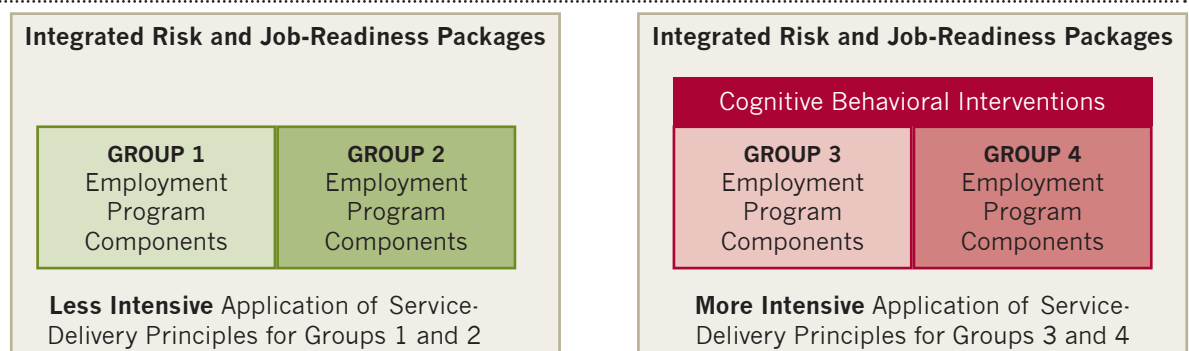 Integrated Risk and Job-Readiness Packages
GROUP 1
Employment
Program
Components
GROUP 2
Employment
Program
Components
Less Intensive Application of Service-
Delivery Principles for Groups 1 and 2
Integrated Risk and Job-Readiness Packages
Cognitive Behavioral Interventions
GROUP 3
Employment
Program
Components
GROUP 4
Employment
Program
Components
More Intensive Application of Service-
Delivery Principles for Groups 3 and 4